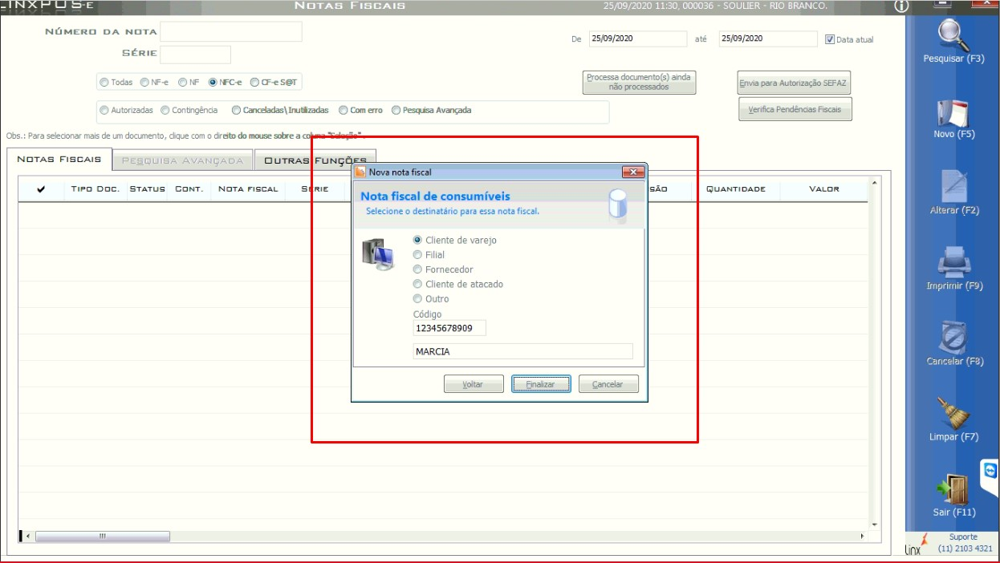 LINXPOS-E
NOTAS FISCAIS
25/09/2020 11:30, 000036 - SOULIER - RIO BRANCO.
NÚMERO DA NOTA
SÉRIE
De 25/09/2020 até 25/09/2020 Data atual
Todas NF-e NF NFC-e CF-e S@T
Processa documento(s) ainda
não processados
Envia para Autorização SEFAZ
Autorizadas Contingência Canceladas\Inutilizadas Com erro Pesquisa Avançada
Verifica Pendências Fiscais
Obs.: Para selecionar mais de um documento, clique com o direito do mouse sobre a coluna "Seleção".
NOTAS FISCAIS PESQUISA AVANÇADA OUTRAS FUNÇÕES
TIPO DOC. STATUS CONT. NOTA FISCAL SÉRIE SÃO QUANTIDADE VALOR
Nova nota fiscal
Nota fiscal de consumíveis
Selecione o destinatário para essa nota fiscal.
Cliente de varejo
Filial
Fornecedor
Cliente de atacado
Outro
Código
12345678909
MARCIA
Voltar Finalizar Cancelar
Pesquisar (F3)
Novo (F5)
Alterar (F2)
Imprimir (F9)
Cancelar (F8)
Limpar (F7)
Sair (F11)
linx
Suporte
(11) 2103 4321